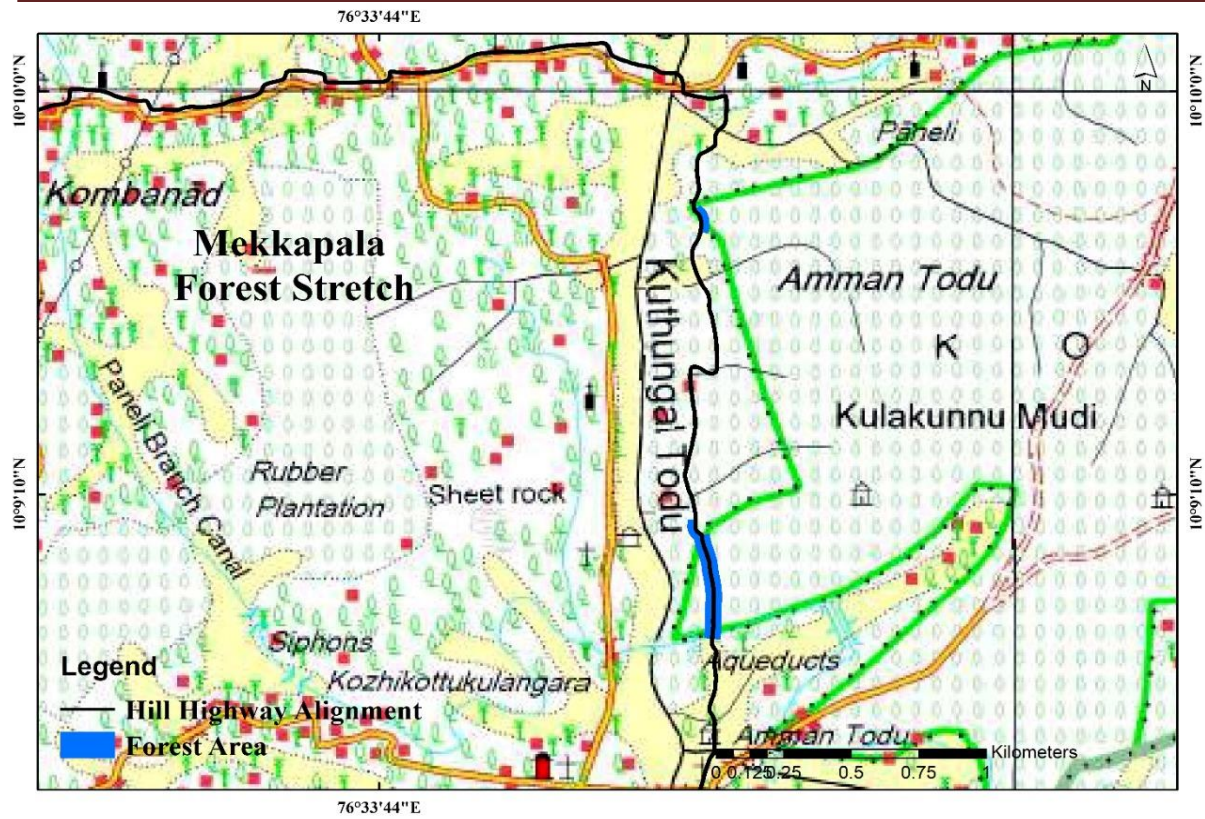 76°33'44"E
10°10'0"N
10°10'0"N
Pāneli
Kombanād
Mekkapala
Forest Stretch
Amman Todu
K O
Kuthungal Todu
Paneli Branch Canal
Kulakunnu Mudi
Rubber
Plantation
Sheet rock
10°9'10"N
10°9'10"N
Siphons
Aqueducts
Kozhikottukulangara
Legend
Hill Highway Alignment
Forest Area
Amman Todu
N
Kilometers
0 0.125 0.25 0.5 0.75 1
76°33'44"E